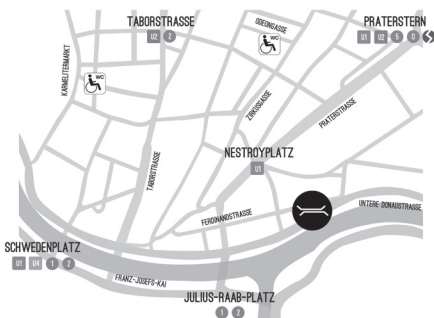 TABORSTRASSE
U2 2
ODEONGASSE
PRATERSTERN
U1 U2 5 O
WC
KARMELITERMARKT
WC
ZIRKUSGASSE
PRATERSTRASSE
TABORSTRASSE
NESTROYPLATZ
U1
FERDINANDSTRASSE
UNTERE DONAUSTRASSE
SCHWEDENPLATZ
U1 U4 1 2
FRANZ-JOSEFS-KAI
JULIUS-RAAB-PLATZ
1 2